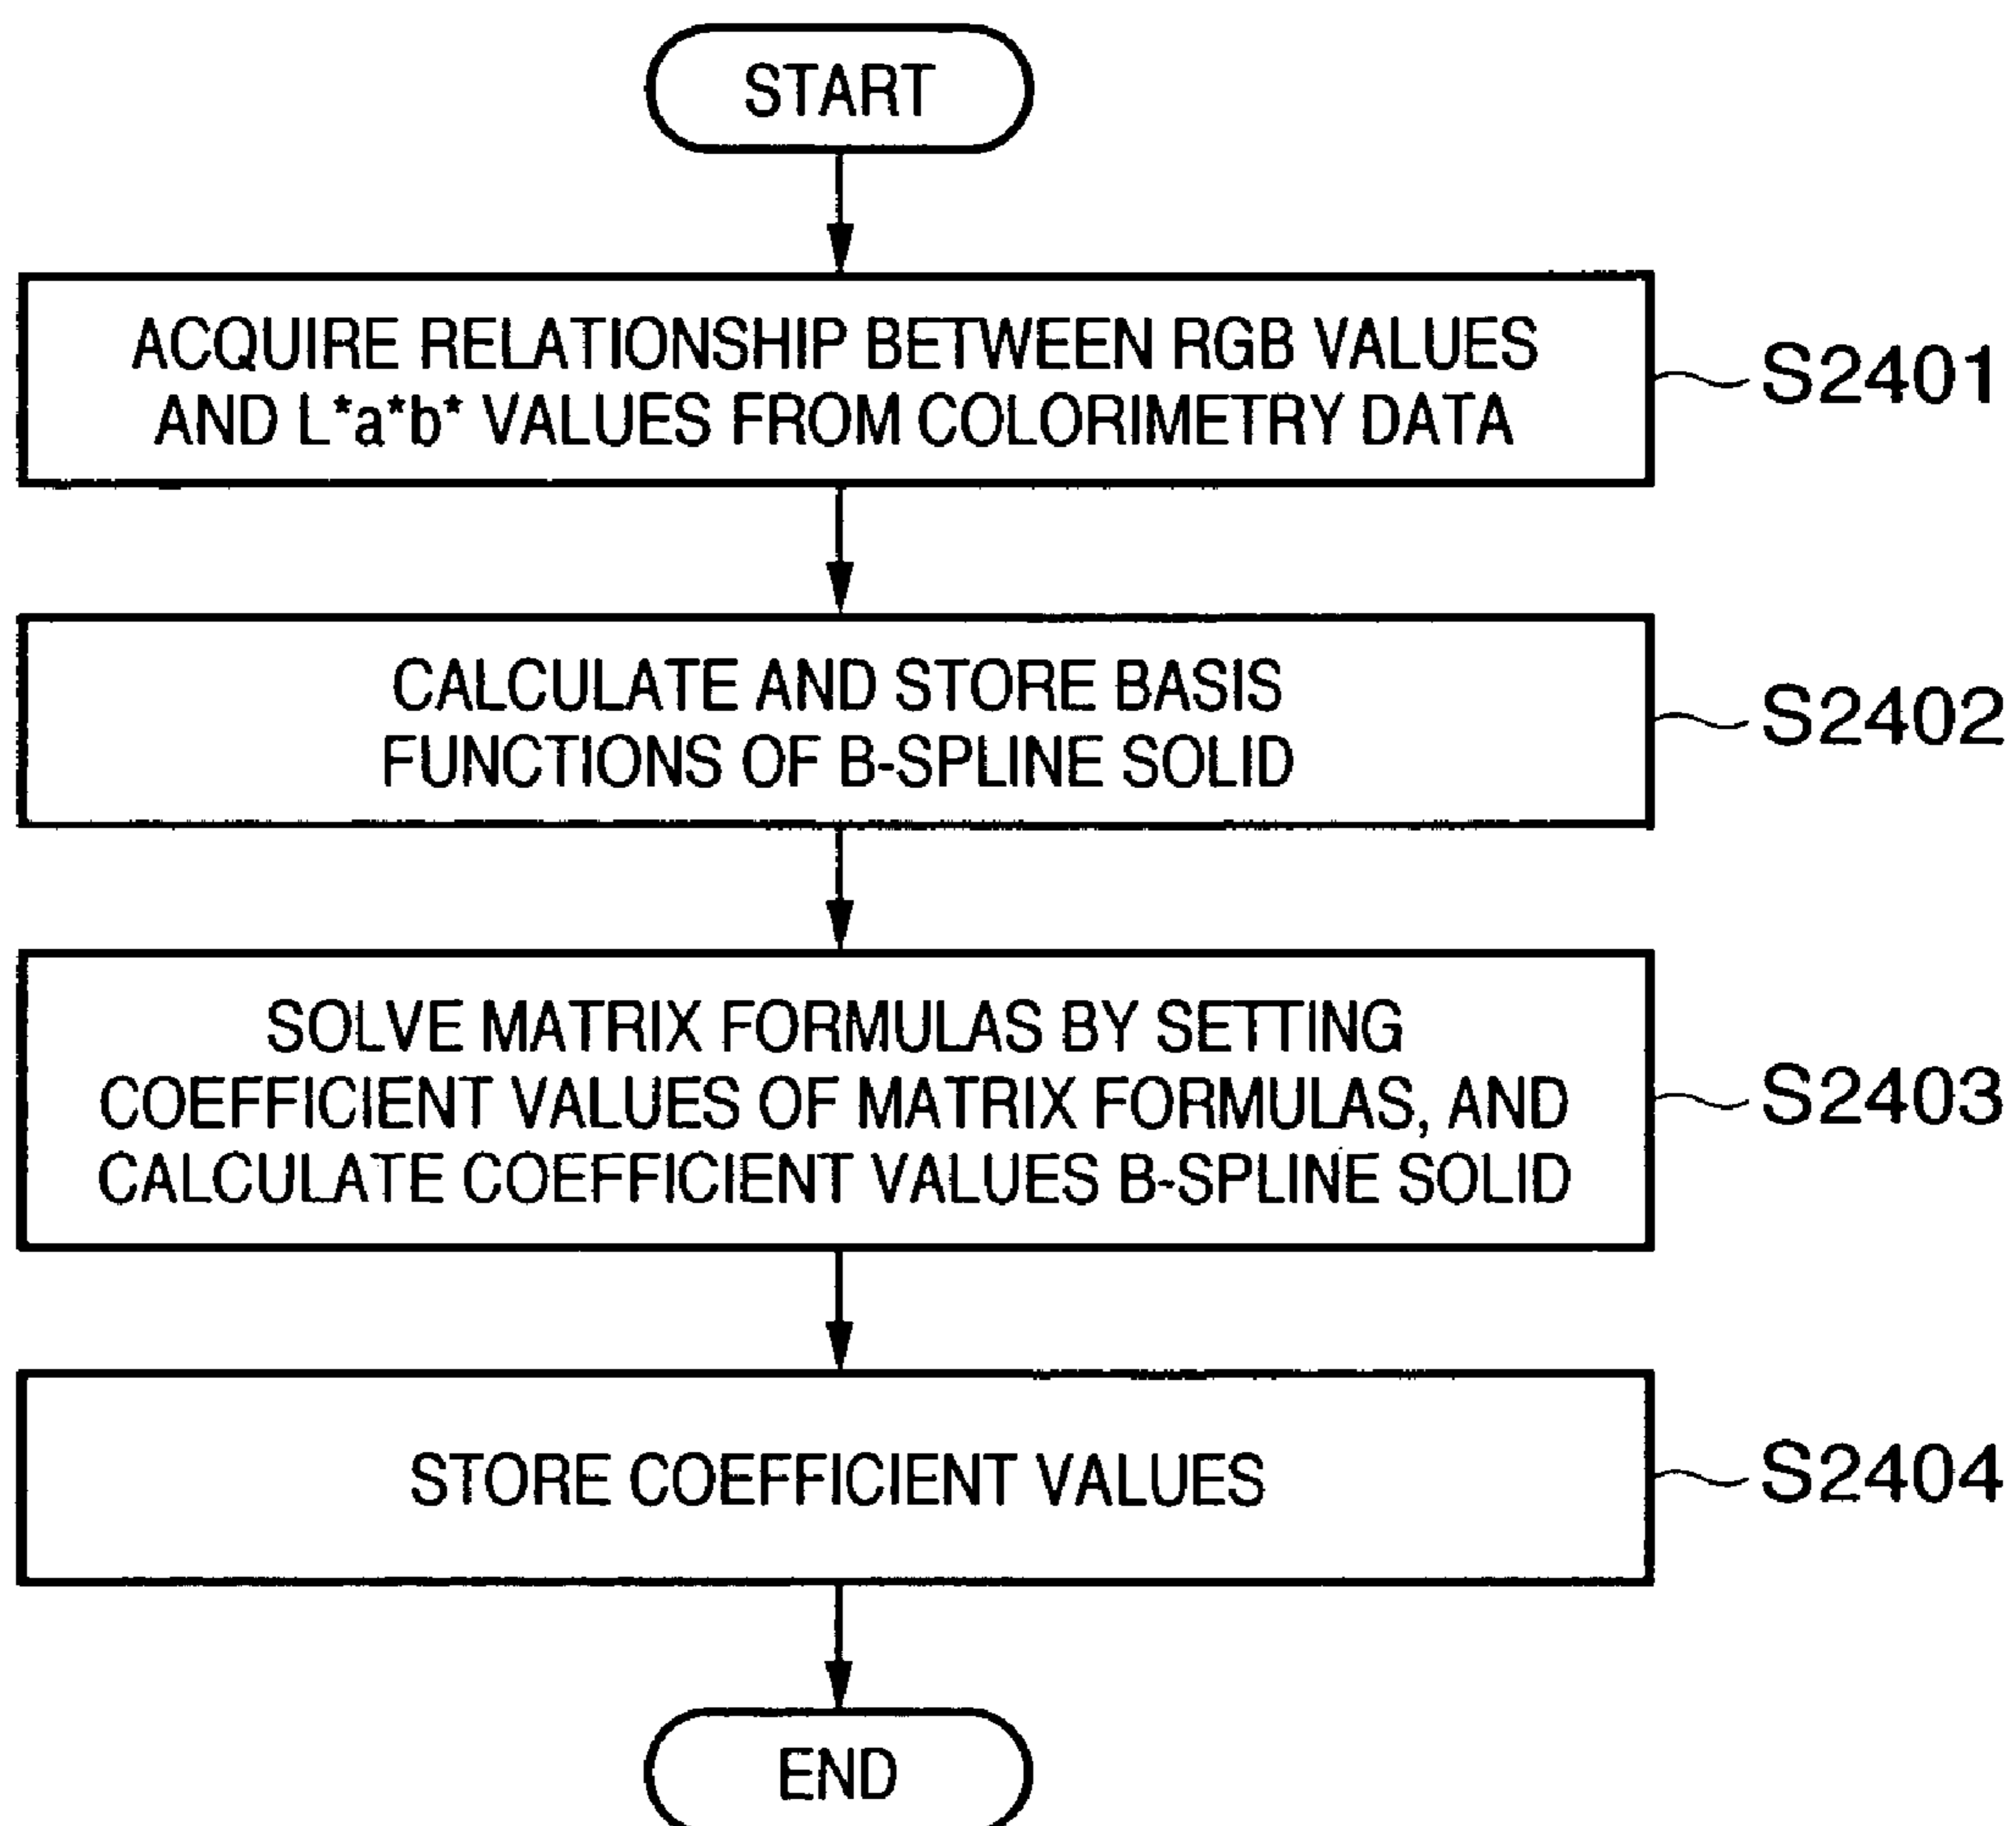 START
ACQUIRE RELATIONSHIP BETWEEN RGB VALUES
AND L*a*b* VALUES FROM COLORIMETRY DATA
S2401
CALCULATE AND STORE BASIS
FUNCTIONS OF B-SPLINE SOLID
S2402
SOLVE MATRIX FORMULAS BY SETTING
COEFFICIENT VALUES OF MATRIX FORMULAS, AND
CALCULATE COEFFICIENT VALUES B-SPLINE SOLID
S2403
STORE COEFFICIENT VALUES
S2404
END